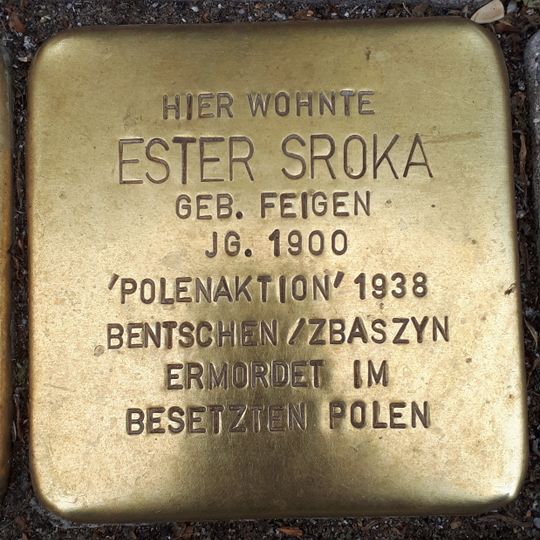 HIER WOHNTE
ESTER SROKA
GEB. FEIGEN
JG. 1900
'POLENAKTION' 1938
BENTSCHEN / ZBASZYN
ERMORDET IM
BESETZTEN POLEN